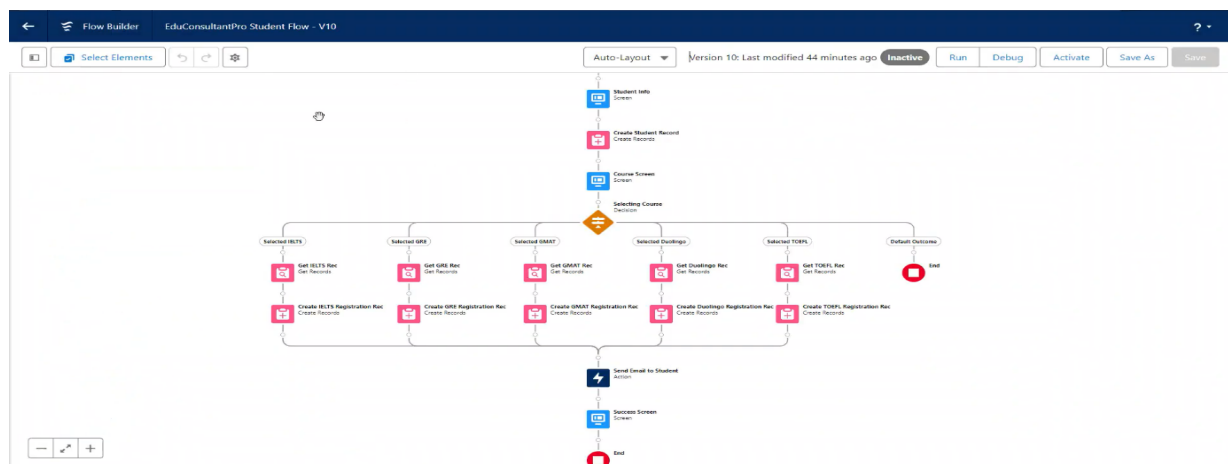 Flow Builder EduConsultantPro Student Flow - V10 ?
Select Elements Auto-Layout Version 10: Last modified 44 minutes ago Inactive Run Debug Activate Save As Save
Student Info
Screen
Create Student Record
Create Records
Course Screen
Screen
Selecting Course
Decision
Selected IELTS Selected GRE Selected GMAT Selected Duolingo Selected TOEFL Default Outcome
Get IELTS Rec Get GRE Rec Get GMAT Rec Get Duolingo Rec Get TOEFL Rec End
Get Records Get Records Get Records Get Records Get Records
Create IELTS Registration Rec Create GRE Registration Rec Create GMAT Registration Rec Create Duolingo Registration Rec Create TOEFL Registration Rec
Create Records Create Records Create Records Create Records Create Records
Send Email to Student
Action
Success Screen
Screen
End